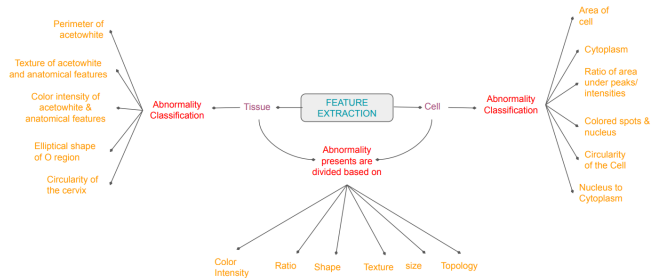 Perimeter of
acetowhite
Texture of acetowhite
and anatomical features
Color intensity of
acetowhite &
anatomical features
Elliptical shape
of O region
Circularity of
the cervix
Abnormality
Classification
Tissue
FEATURE
EXTRACTION
Cell
Abnormality
Classification
Area of
cell
Cytoplasm
Ratio of area
under peaks/
intensities
Colored spots &
nucleus
Circularity
of the Cell
Nucleus to
Cytoplasm
Abnormality
presents are
divided based on
Color
Intensity
Ratio
Shape
Texture
size
Topology